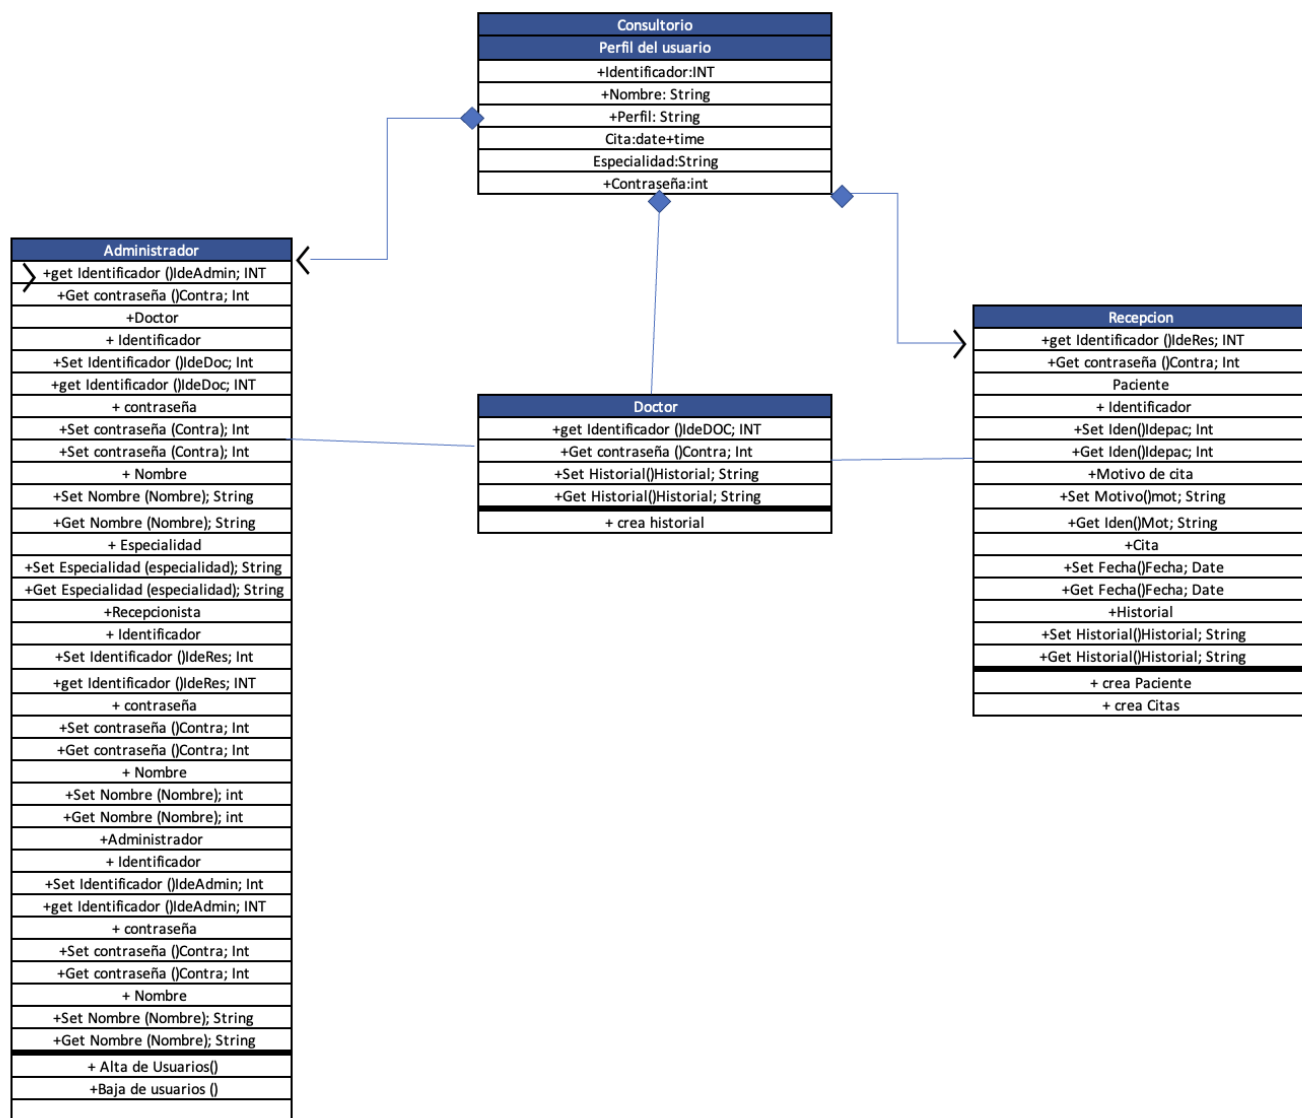 Consultorio
Perfil del usuario
+Identificador:INT
+Nombre: String
+Perfil: String
Cita:date+time
Especialidad:String
+Contraseña:int
Administrador
+get Identificador ()IdeAdmin; INT
+Get contraseña ()Contra; Int
+Doctor
+ Identificador
+Set Identificador ()IdeDoc; Int
+get Identificador ()IdeDoc; INT
+ contraseña
+Set contraseña (Contra); Int
+Set contraseña (Contra); Int
+ Nombre
+Set Nombre (Nombre); String
+Get Nombre (Nombre); String
+ Especialidad
+Set Especialidad (especialidad); String
+Get Especialidad (especialidad); String
+Recepcionista
+ Identificador
+Set Identificador ()IdeRes; Int
+get Identificador ()IdeRes; INT
+ contraseña
+Set contraseña ()Contra; Int
+Get contraseña ()Contra; Int
+ Nombre
+Set Nombre (Nombre); int
+Get Nombre (Nombre); int
+Administrador
+ Identificador
+Set Identificador ()IdeAdmin; Int
+get Identificador ()IdeAdmin; INT
+ contraseña
+Set contraseña ()Contra; Int
+Get contraseña ()Contra; Int
+ Nombre
+Set Nombre (Nombre); String
+Get Nombre (Nombre); String
+ Alta de Usuarios()
+Baja de usuarios ()
Doctor
+get Identificador ()IdeDOC; INT
+Get contraseña ()Contra; Int
+Set Historial()Historial; String
+Get Historial()Historial; String
+ crea historial
Recepcion
+get Identificador ()IdeRes; INT
+Get contraseña ()Contra; Int
Paciente
+ Identificador
+Set Iden()Idepac; Int
+Get Iden()Idepac; Int
+Motivo de cita
+Set Motivo()mot; String
+Get Iden()Mot; String
+Cita
+Set Fecha()Fecha; Date
+Get Fecha()Fecha; Date
+Historial
+Set Historial()Historial; String
+Get Historial()Historial; String
+ crea Paciente
+ crea Citas